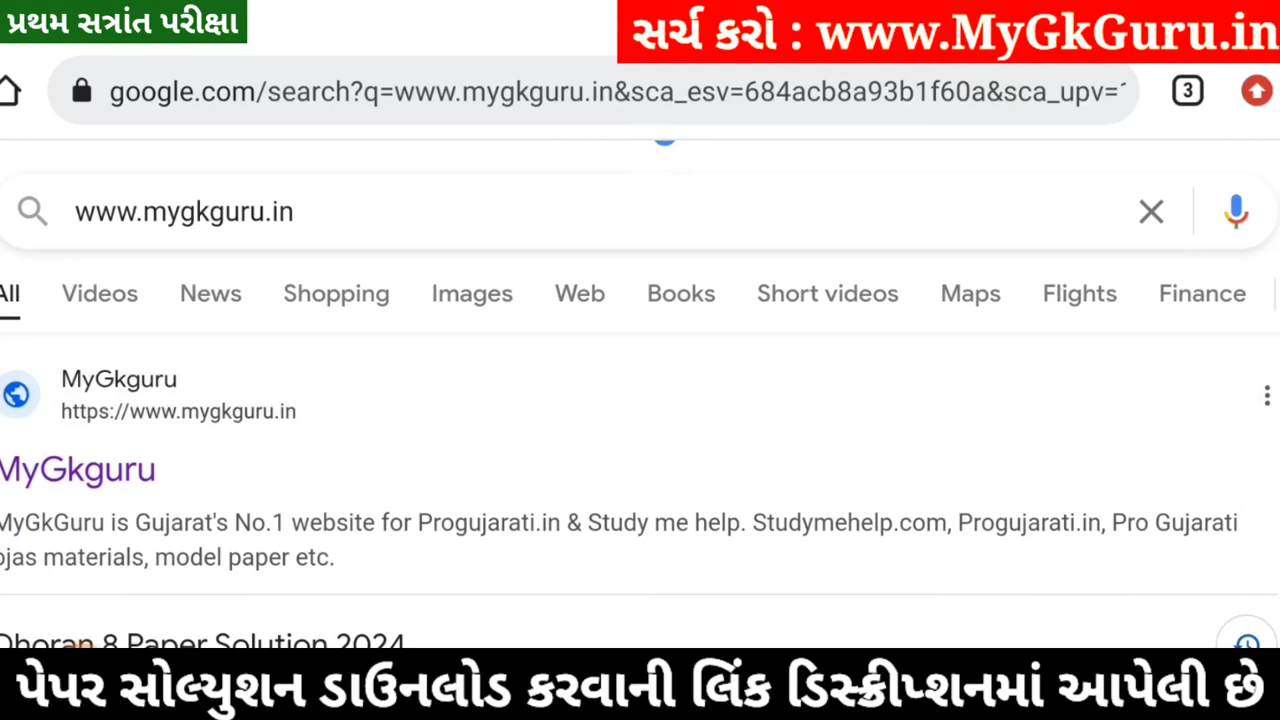 પ્રથમ સત્રાંત પરીક્ષા
સર્ચ કરો : www.MyGkGuru.in
google.com/search?q=www.mygkguru.in&sca_esv=684acb8a93b1f60a&sca_upv=
3
www.mygkguru.in
All Videos News Shopping Images Web Books Short videos Maps Flights Finance
MyGkguru
https://www.mygkguru.in
MyGkguru
MyGkGuru is Gujarat's No.1 website for Progujarati.in & Study me help. Studymehelp.com, Progujarati.in, Pro Gujarati
ojas materials, model paper etc.
Dhoran 8 Paper Solution 2024
પેપર સોલ્યુશન ડાઉનલોડ કરવાની લિંક ડિસ્ક્રીપ્શનમાં આપેલી છે